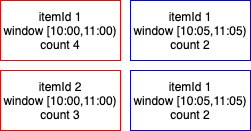 itemId 1
window [10:00,11:00)
count 4
itemId 1
window [10:05,11:05)
count 2
itemId 2
window [10:00,11:00)
count 3
itemId 1
window [10:05,11:05)
count 2